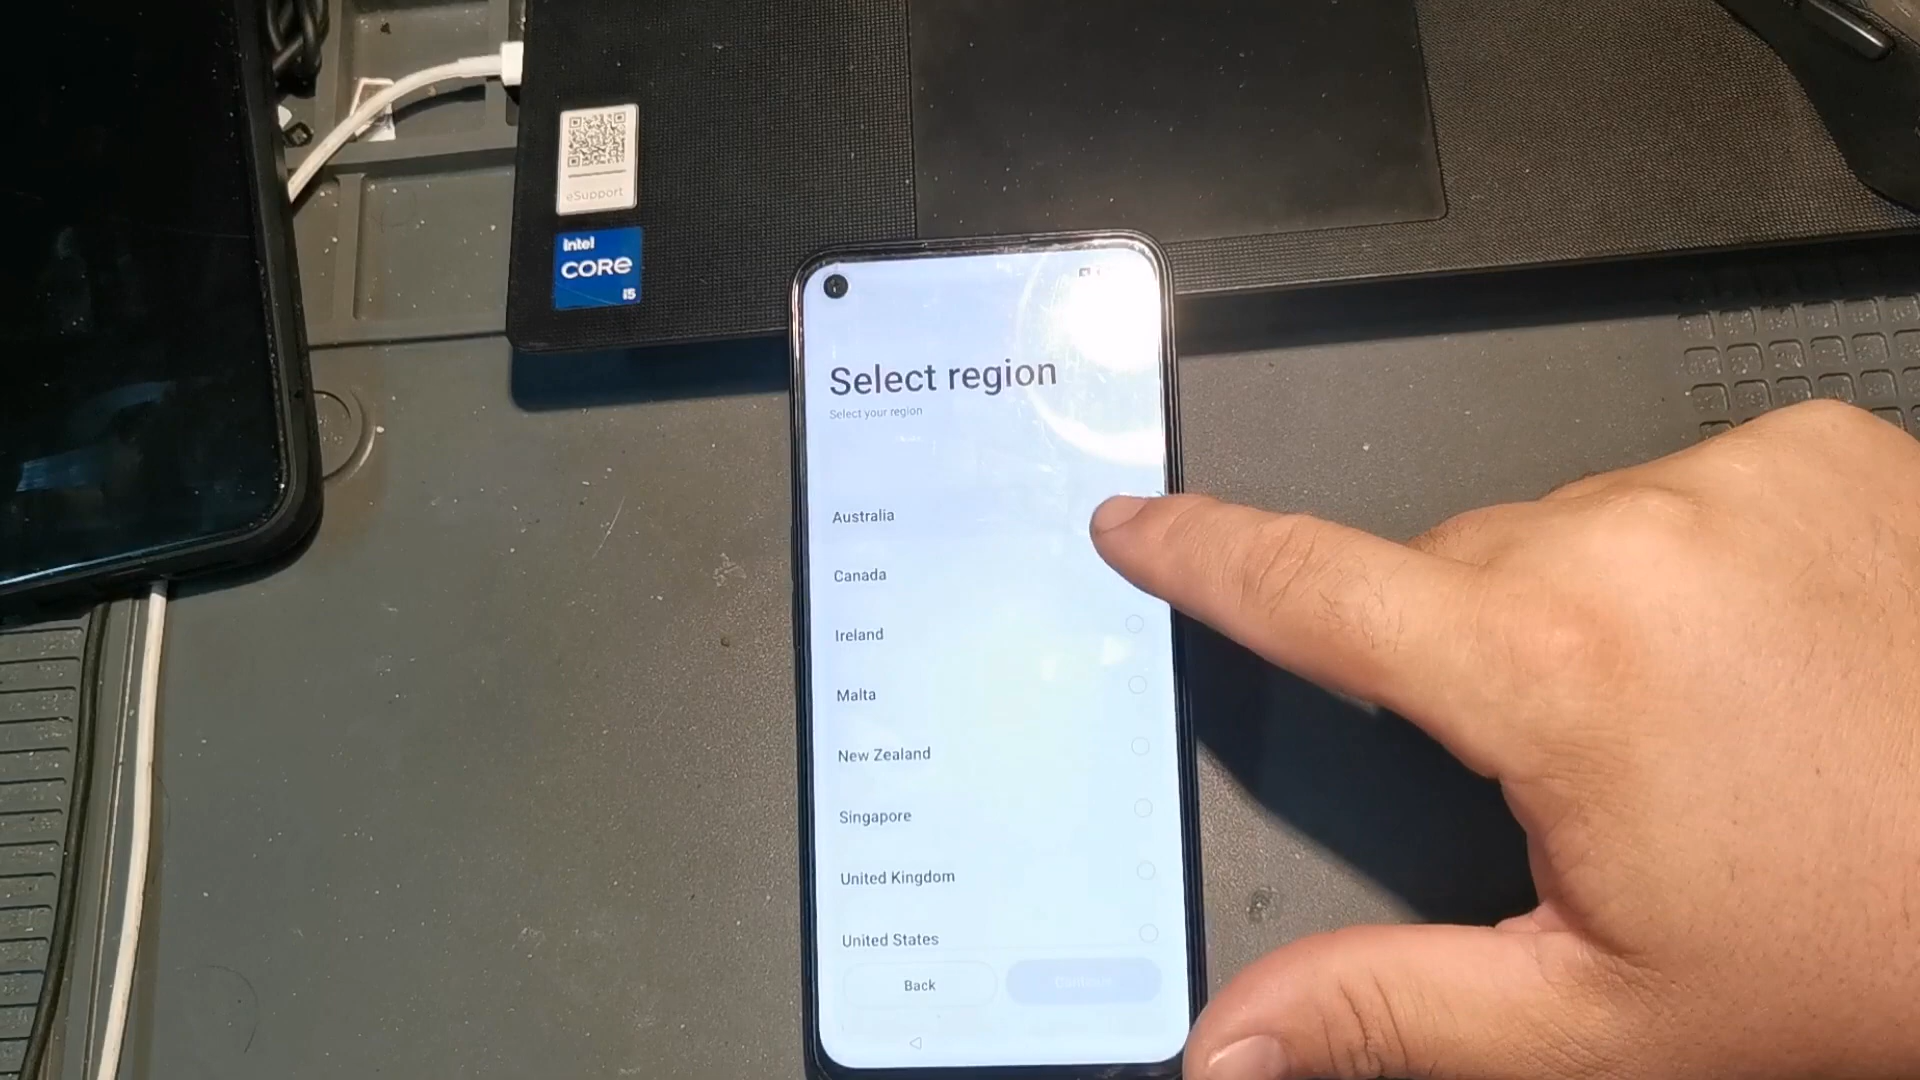 eSupport
intel
CORE
i5
Select region
Select your region
Australia
Canada
Ireland
Malta
New Zealand
Singapore
United Kingdom
United States
Back
Continue